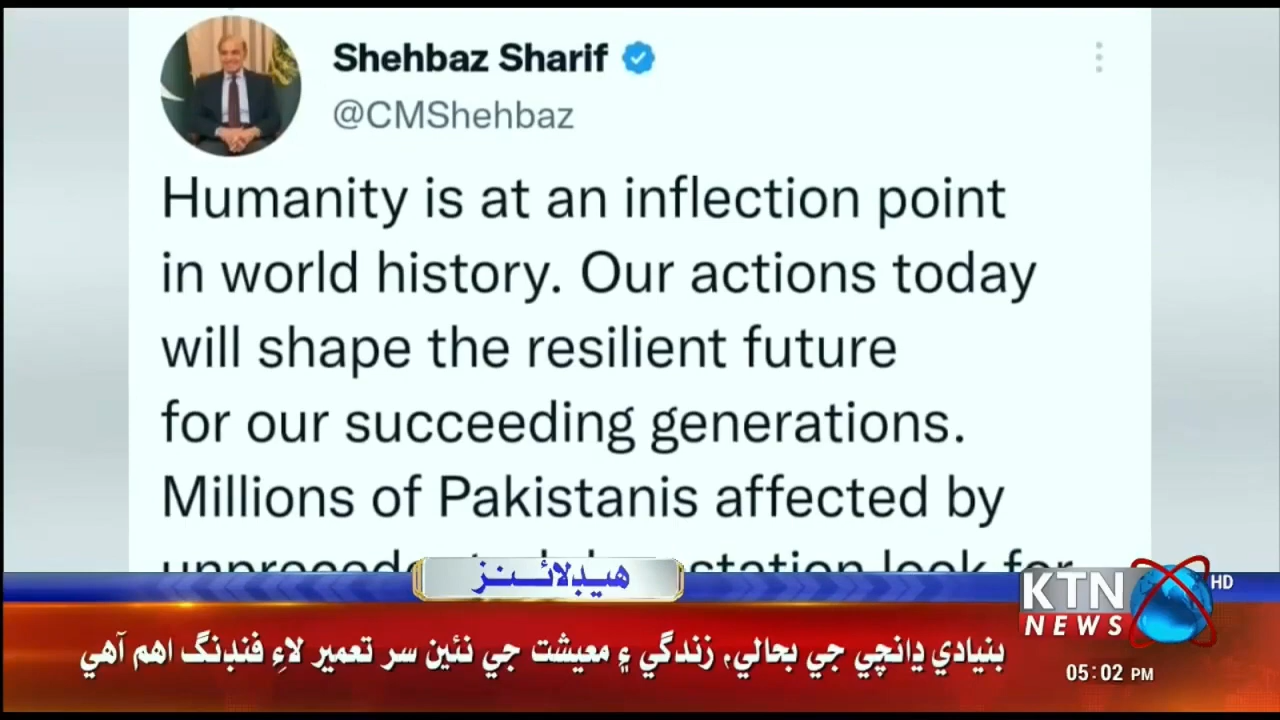 Shehbaz Sharif
@CMShehbaz
Humanity is at an inflection point
in world history. Our actions today
will shape the resilient future
for our succeeding generations.
Millions of Pakistanis affected by
look for
هيڊلائنز
KTN HD
NEWS
بنيادي ڍانچي جي بحالي، زندگي ۽ معيشت جي نئين سر تعمير لاءِ فنڊنگ اهم آهي
05:02 PM